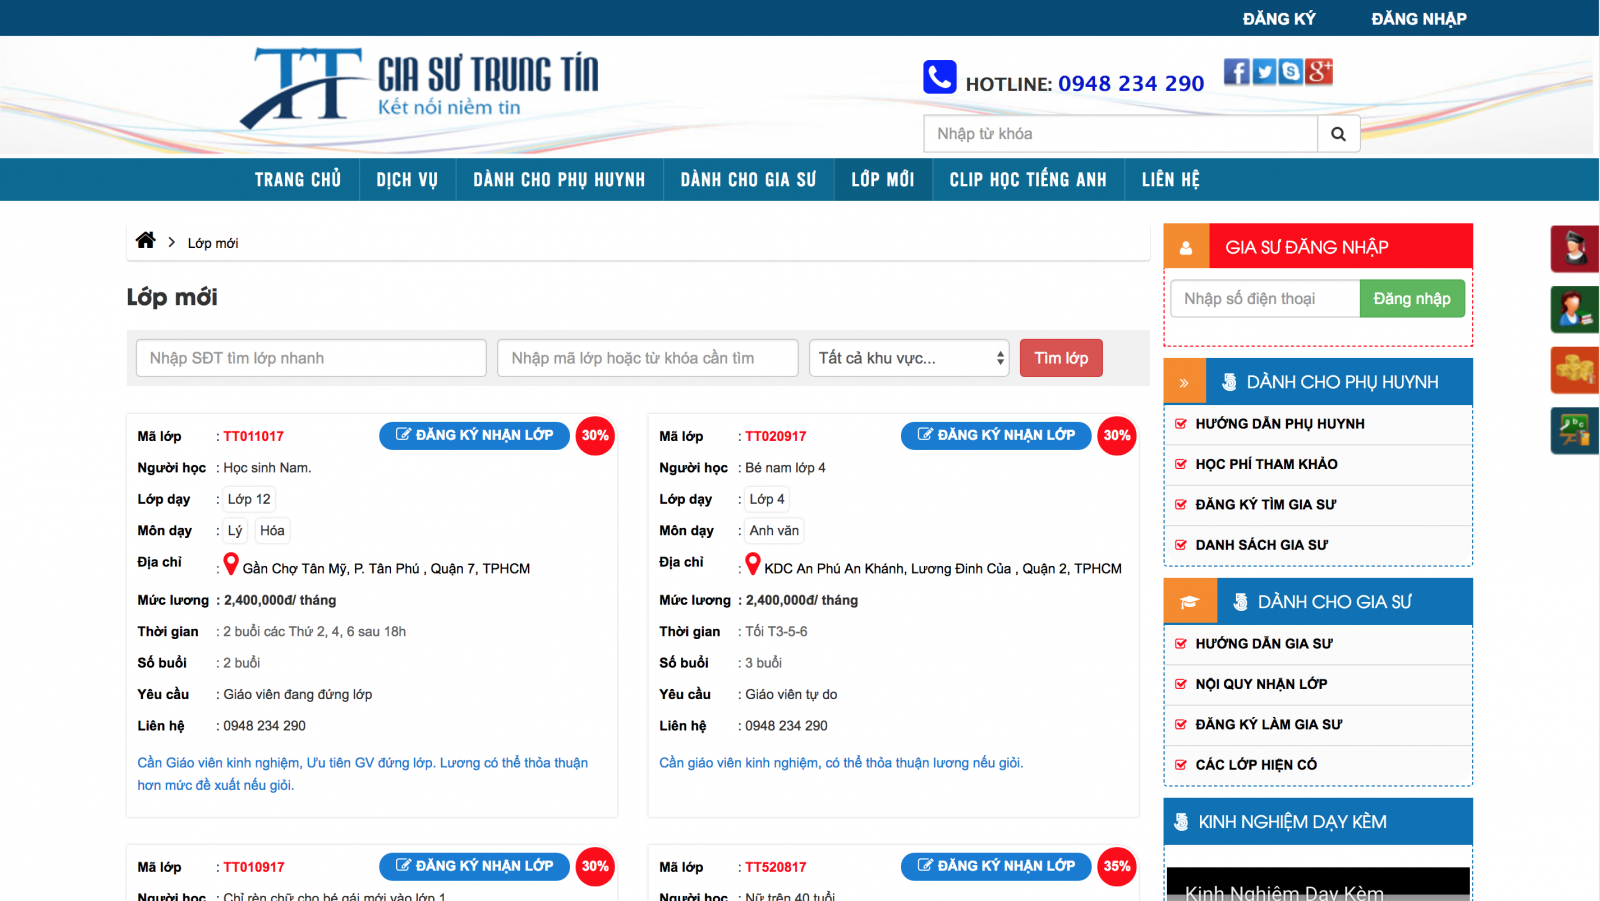 ĐĂNG KÝ ĐĂNG NHẬP
TT GIA SƯ TRUNG TÍN
Kết nối niềm tin
HOTLINE: 0948 234 290
Nhập từ khóa
TRANG CHỦ DỊCH VỤ DÀNH CHO PHỤ HUYNH DÀNH CHO GIA SƯ LỚP MỚI CLIP HỌC TIẾNG ANH LIÊN HỆ
Lớp mới
Lớp mới
Nhập SĐT tìm lớp nhanh
Nhập mã lớp hoặc từ khóa cần tìm
Tất cả khu vực...
Tìm lớp
Mã lớp : TT011017 ĐĂNG KÝ NHẬN LỚP 30%
Người học : Học sinh Nam.
Lớp dạy : Lớp 12
Môn dạy : Lý Hóa
Địa chỉ : Gần Chợ Tân Mỹ, P. Tân Phú , Quận 7, TPHCM
Mức lương : 2,400,000đ/ tháng
Thời gian : 2 buổi các Thứ 2, 4, 6 sau 18h
Số buổi : 2 buổi
Yêu cầu : Giáo viên đang đứng lớp
Liên hệ : 0948 234 290
Cần Giáo viên kinh nghiệm, Ưu tiên GV đứng lớp. Lương có thể thỏa thuận
hơn mức đề xuất nếu giỏi.
Mã lớp : TT020917 ĐĂNG KÝ NHẬN LỚP 30%
Người học : Bé nam lớp 4
Lớp dạy : Lớp 4
Môn dạy : Anh văn
Địa chỉ : KDC An Phú An Khánh, Lương Đinh Của , Quận 2, TPHCM
Mức lương : 2,400,000đ/ tháng
Thời gian : Tối T3-5-6
Số buổi : 3 buổi
Yêu cầu : Giáo viên tự do
Liên hệ : 0948 234 290
Cần giáo viên kinh nghiệm, có thể thỏa thuận lương nếu giỏi.
Mã lớp : TT010917 ĐĂNG KÝ NHẬN LỚP 30%
Người học : Chỉ rèn chữ cho bé gái mới vào lớp 1
Mã lớp : TT520817 ĐĂNG KÝ NHẬN LỚP 35%
Người học : Nữ trên 40 tuổi
GIA SƯ ĐĂNG NHẬP
Nhập số điện thoại Đăng nhập
DÀNH CHO PHỤ HUYNH
HƯỚNG DẪN PHỤ HUYNH
HỌC PHÍ THAM KHẢO
ĐĂNG KÝ TÌM GIA SƯ
DANH SÁCH GIA SƯ
DÀNH CHO GIA SƯ
HƯỚNG DẪN GIA SƯ
NỘI QUY NHẬN LỚP
ĐĂNG KÝ LÀM GIA SƯ
CÁC LỚP HIỆN CÓ
KINH NGHIỆM DẠY KÈM
Kinh Nghiệm Dạy Kèm